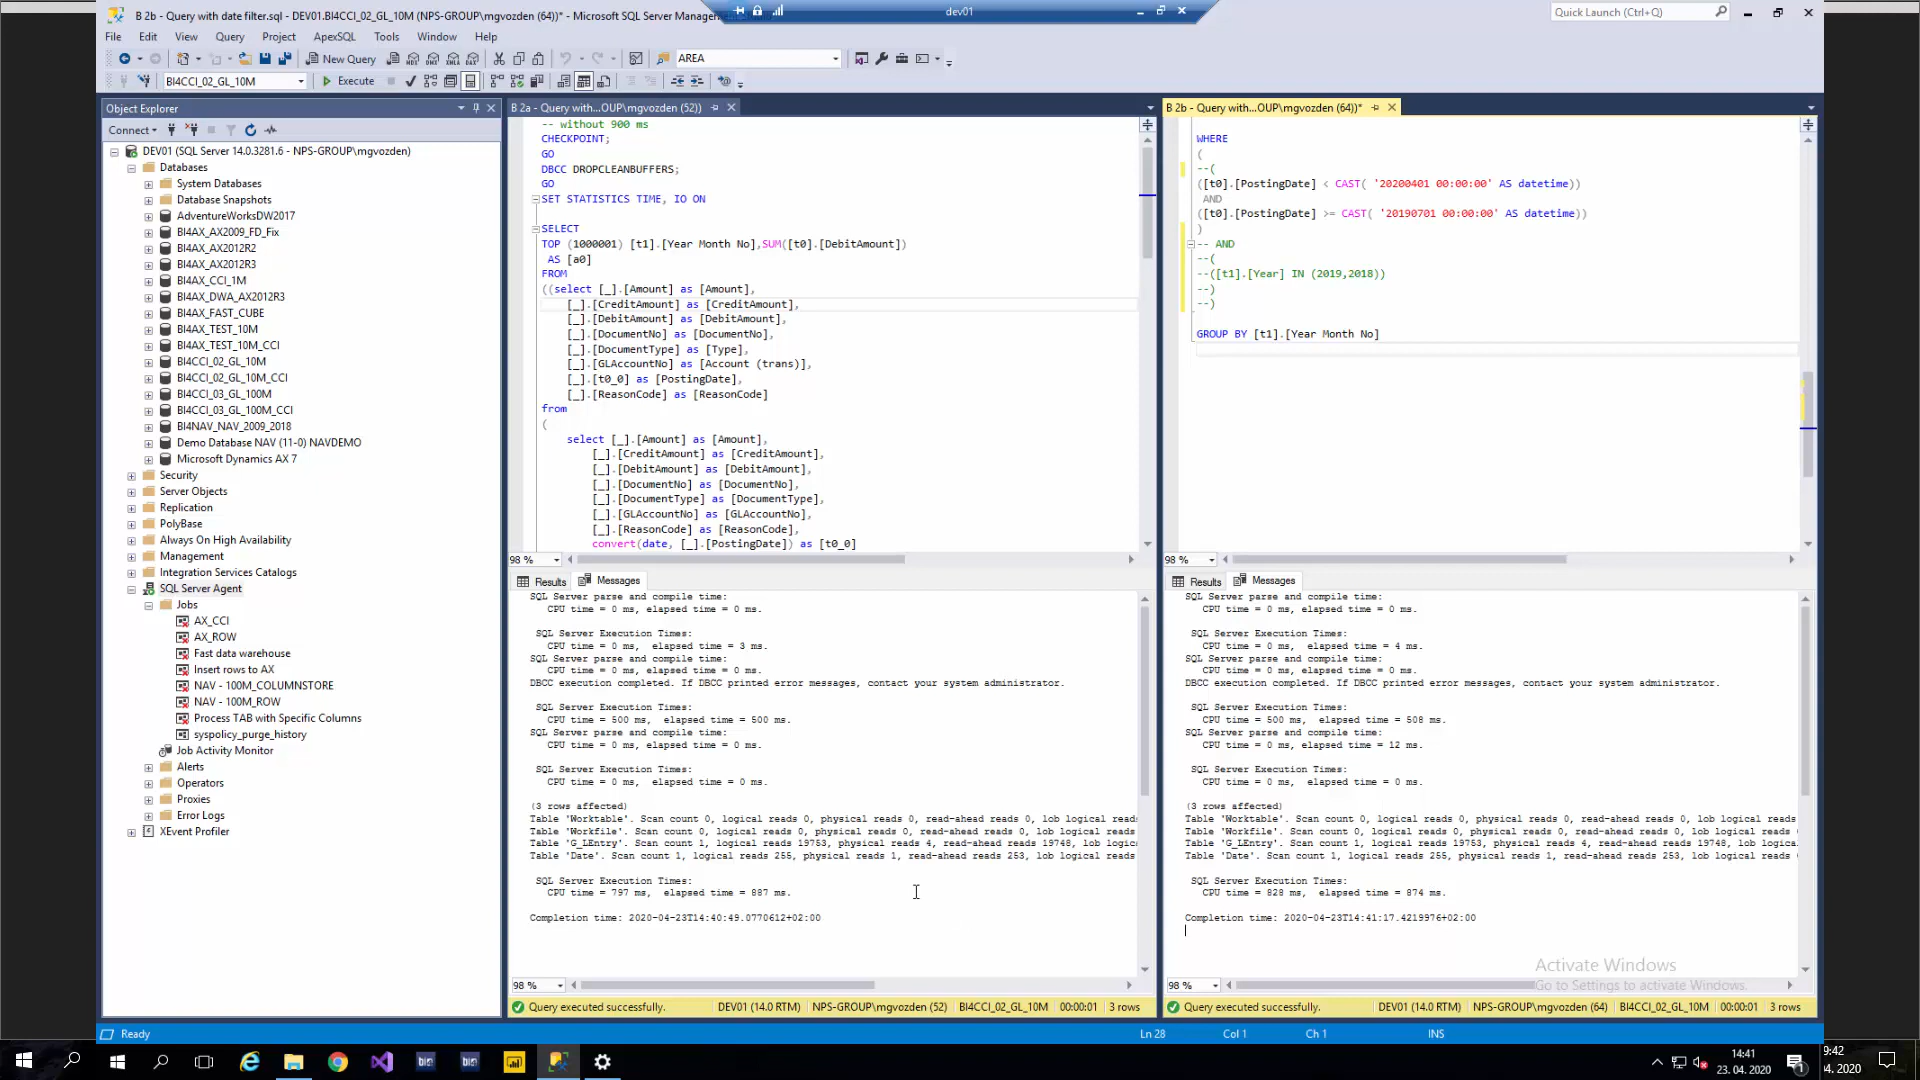 B 2b - Query with date filter.sql - DEV01.BI4CCI_02_GL_10M (NPS-GROUP\mgvozden (64))* - Microsoft SQL Server Mana
dev01
Quick Launch (Ctrl+Q)
File Edit View Query Project ApexSQL Tools Window Help
New Query
AREA
BI4CCI_02_GL_10M
Execute
Object Explorer
Connect
DEV01 (SQL Server 14.0.3281.6 - NPS-GROUP\mgvozden)
Databases
System Databases
Database Snapshots
AdventureWorksDW2017
BI4AX_AX2009_FD_Fix
BI4AX_AX2012R2
BI4AX_AX2012R3
BI4AX_CCI_1M
BI4AX_DWA_AX2012R3
BI4AX_FAST_CUBE
BI4AX_TEST_10M
BI4AX_TEST_10M_CCI
BI4CCI_02_GL_10M
BI4CCI_02_GL_10M_CCI
BI4CCI_03_GL_100M
BI4CCI_03_GL_100M_CCI
BI4NAV_NAV_2009_2018
Demo Database NAV (11-0) NAVDEMO
Microsoft Dynamics AX 7
Security
Server Objects
Replication
PolyBase
Always On High Availability
Management
Integration Services Catalogs
SQL Server Agent
Jobs
AX_CCI
AX_ROW
Fast data warehouse
Insert rows to AX
NAV - 100M_COLUMNSTORE
NAV - 100M_ROW
Process TAB with Specific Columns
syspolicy_purge_history
Job Activity Monitor
Alerts
Operators
Proxies
Error Logs
XEvent Profiler
B 2a - Query with...OUP\mgvozden (52))
-- without 900 ms
CHECKPOINT;
GO
DBCC DROPCLEANBUFFERS;
GO
SET STATISTICS TIME, IO ON
SELECT
TOP (1000001) [t1].[Year Month No],SUM([t0].[DebitAmount])
AS [a0]
FROM
((select [_].[Amount] as [Amount],
[_].[CreditAmount] as [CreditAmount],
[_].[DebitAmount] as [DebitAmount],
[_].[DocumentNo] as [DocumentNo],
[_].[DocumentType] as [Type],
[_].[GLAccountNo] as [Account (trans)],
[_].[t0_0] as [PostingDate],
[_].[ReasonCode] as [ReasonCode]
from
(
select [_].[Amount] as [Amount],
[_].[CreditAmount] as [CreditAmount],
[_].[DebitAmount] as [DebitAmount],
[_].[DocumentNo] as [DocumentNo],
[_].[DocumentType] as [DocumentType],
[_].[GLAccountNo] as [GLAccountNo],
[_].[ReasonCode] as [ReasonCode],
convert(date, [_].[PostingDate]) as [t0_0]
98 %
Results Messages
SQL Server parse and compile time:
CPU time = 0 ms, elapsed time = 0 ms.
SQL Server Execution Times:
CPU time = 0 ms, elapsed time = 3 ms.
SQL Server parse and compile time:
CPU time = 0 ms, elapsed time = 0 ms.
DBCC execution completed. If DBCC printed error messages, contact your system administrator.
SQL Server Execution Times:
CPU time = 500 ms, elapsed time = 500 ms.
SQL Server parse and compile time:
CPU time = 0 ms, elapsed time = 0 ms.
SQL Server Execution Times:
CPU time = 0 ms, elapsed time = 0 ms.
(3 rows affected)
Table 'Worktable'. Scan count 0, logical reads 0, physical reads 0, read-ahead reads 0, lob logical reads
Table 'Workfile'. Scan count 0, logical reads 0, physical reads 0, read-ahead reads 0, lob logical reads
Table 'G_LEntry'. Scan count 1, logical reads 19753, physical reads 4, read-ahead reads 19748, lob logic
Table 'Date'. Scan count 1, logical reads 255, physical reads 1, read-ahead reads 253, lob logical reads
SQL Server Execution Times:
CPU time = 797 ms, elapsed time = 887 ms.
Completion time: 2020-04-23T14:40:49.0770612+02:00
98 %
Query executed successfully. DEV01 (14.0 RTM) NPS-GROUP\mgvozden (52) BI4CCI_02_GL_10M 00:00:01 3 rows
B 2b - Query with...OUP\mgvozden (64))*
WHERE
(
--(
([t0].[PostingDate] < CAST( '20200401 00:00:00' AS datetime))
AND
([t0].[PostingDate] >= CAST( '20190701 00:00:00' AS datetime))
)
-- AND
--(
--([t1].[Year] IN (2019,2018))
--)
--)
GROUP BY [t1].[Year Month No]
98 %
Results Messages
SQL Server parse and compile time:
CPU time = 0 ms, elapsed time = 0 ms.
SQL Server Execution Times:
CPU time = 0 ms, elapsed time = 4 ms.
SQL Server parse and compile time:
CPU time = 0 ms, elapsed time = 0 ms.
DBCC execution completed. If DBCC printed error messages, contact your system administrator.
SQL Server Execution Times:
CPU time = 500 ms, elapsed time = 508 ms.
SQL Server parse and compile time:
CPU time = 0 ms, elapsed time = 12 ms.
SQL Server Execution Times:
CPU time = 0 ms, elapsed time = 0 ms.
(3 rows affected)
Table 'Worktable'. Scan count 0, logical reads 0, physical reads 0, read-ahead reads 0, lob logical reads
Table 'Workfile'. Scan count 0, logical reads 0, physical reads 0, read-ahead reads 0, lob logical reads
Table 'G_LEntry'. Scan count 1, logical reads 19753, physical reads 4, read-ahead reads 19748, lob logica
Table 'Date'. Scan count 1, logical reads 255, physical reads 1, read-ahead reads 253, lob logical reads
SQL Server Execution Times:
CPU time = 828 ms, elapsed time = 874 ms.
Completion time: 2020-04-23T14:41:17.4219976+02:00
Activate Windows
Go to Settings to activate Windows.
98 %
Query executed successfully. DEV01 (14.0 RTM) NPS-GROUP\mgvozden (64) BI4CCI_02_GL_10M 00:00:01 3 rows
Ready Ln 28 Col 1 Ch 1 INS
14:41
23. 04. 2020
9:42
04. 2020